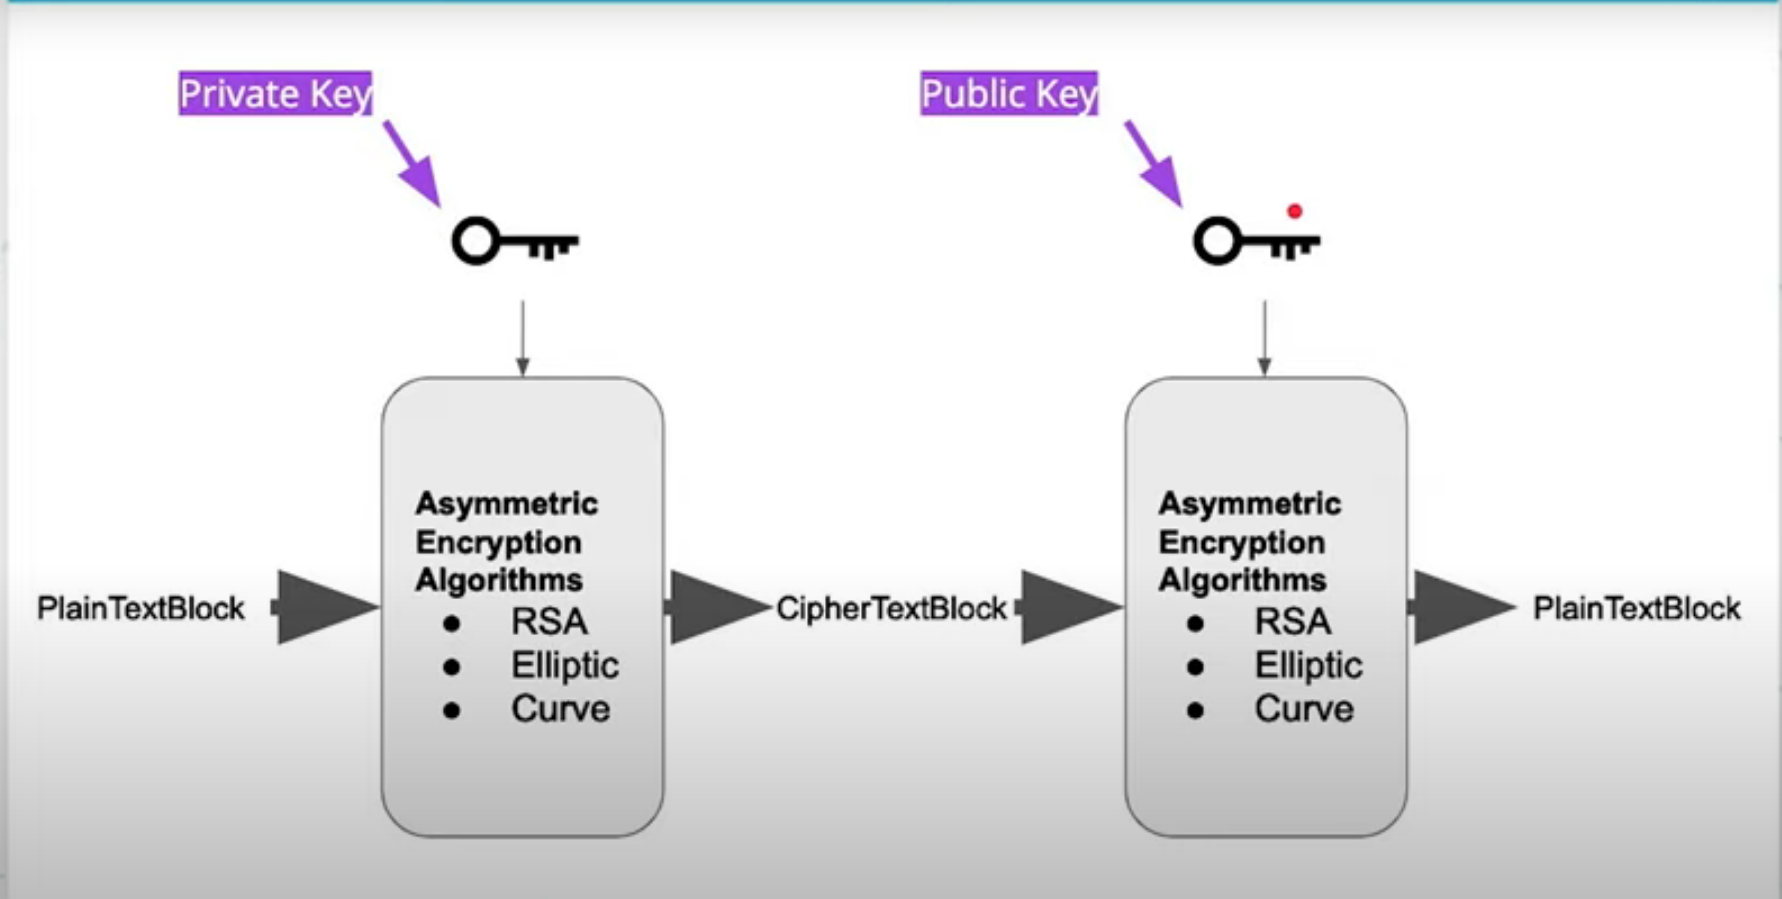 Private Key
Public Key
Asymmetric
Encryption
Algorithms
● RSA
● Elliptic
● Curve
Asymmetric
Encryption
Algorithms
● RSA
● Elliptic
● Curve
PlainTextBlock
CipherTextBlock
PlainTextBlock